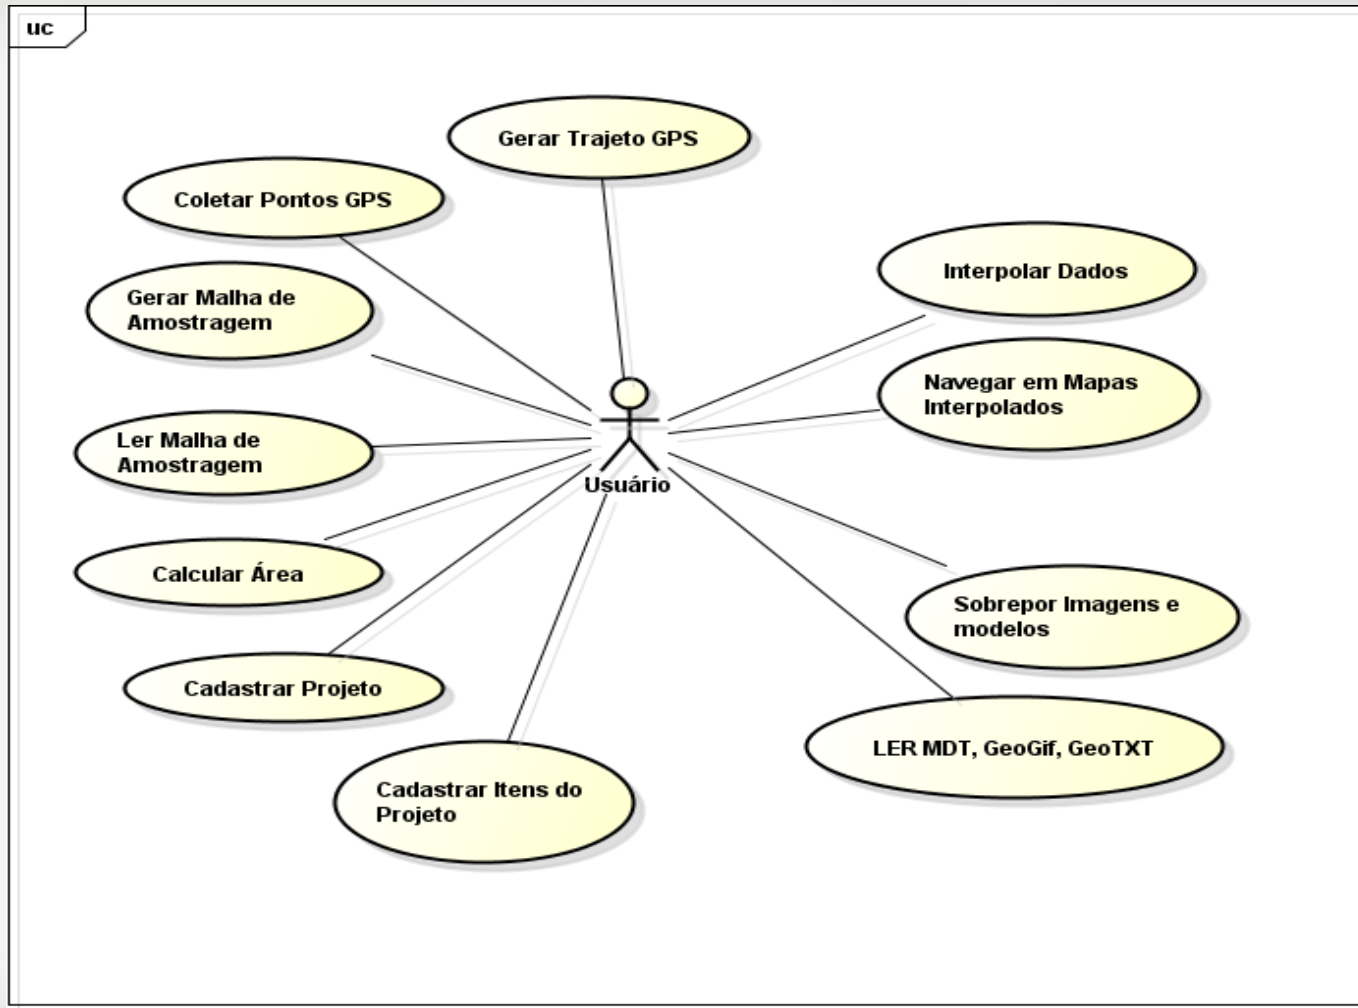 uc
Gerar Trajeto GPS
Coletar Pontos GPS
Interpolar Dados
Gerar Malha de
Amostragem
Navegar em Mapas
Interpolados
Ler Malha de
Amostragem
Usuário
Calcular Área
Sobrepor Imagens e
modelos
Cadastrar Projeto
LER MDT, GeoGif, GeoTXT
Cadastrar Itens do
Projeto